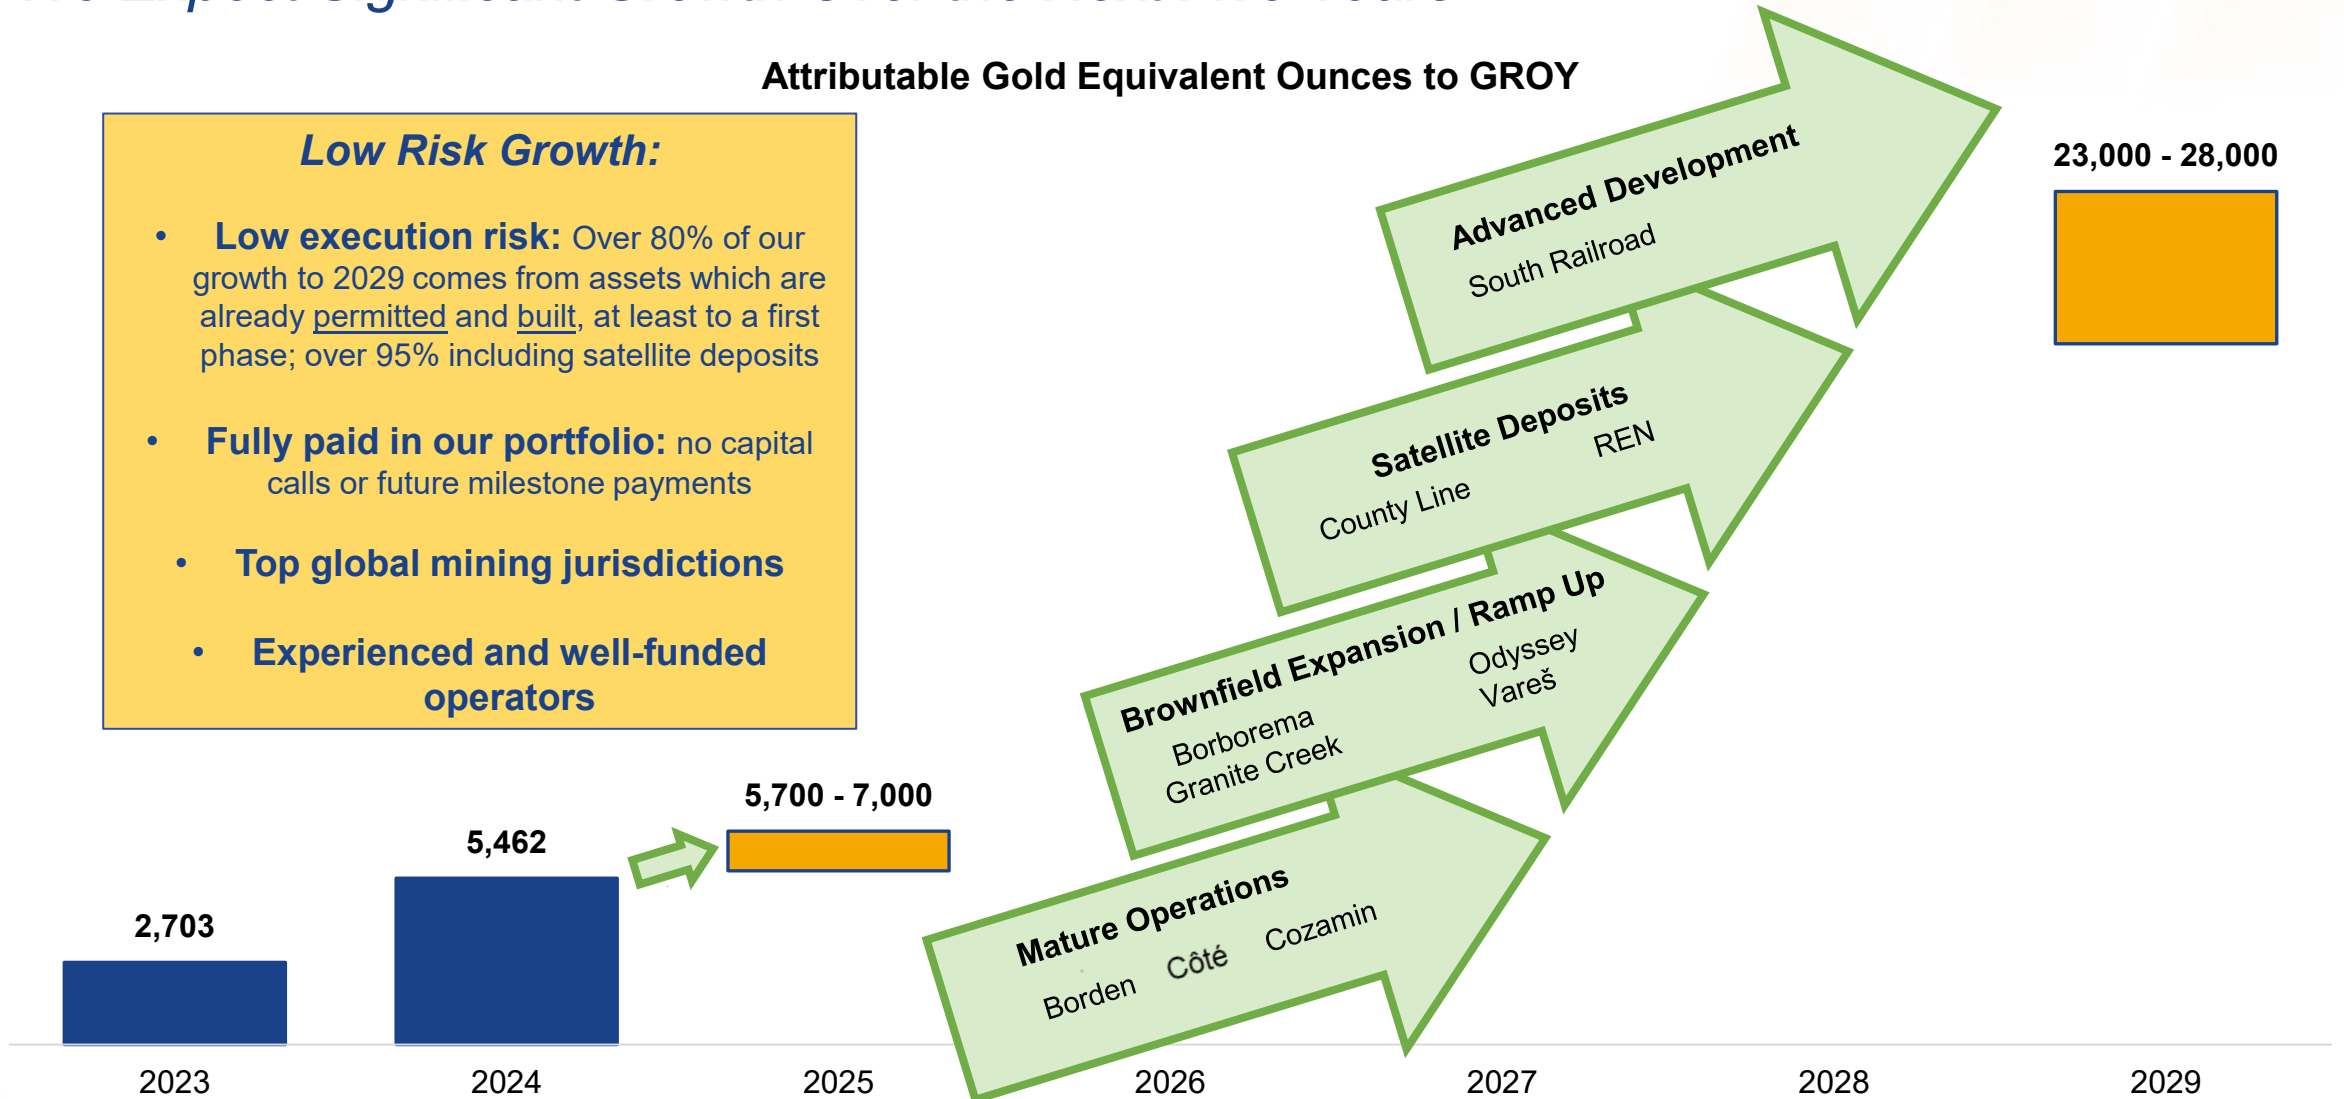 Attributable Gold Equivalent Ounces to GROY
Low Risk Growth:
• Low execution risk: Over 80% of our
growth to 2029 comes from assets which are
already permitted and built, at least to a first
phase; over 95% including satellite deposits
• Fully paid in our portfolio: no capital
calls or future milestone payments
• Top global mining jurisdictions
• Experienced and well-funded
operators
2,703
5,462
5,700 - 7,000
23,000 - 28,000
Advanced Development
South Railroad
Satellite Deposits
County Line
REN
Brownfield Expansion / Ramp Up
Borborema
Granite Creek
Odyssey
Vareš
Mature Operations
Borden
Côté
Cozamin
2023
2024
2025
2026
2027
2028
2029